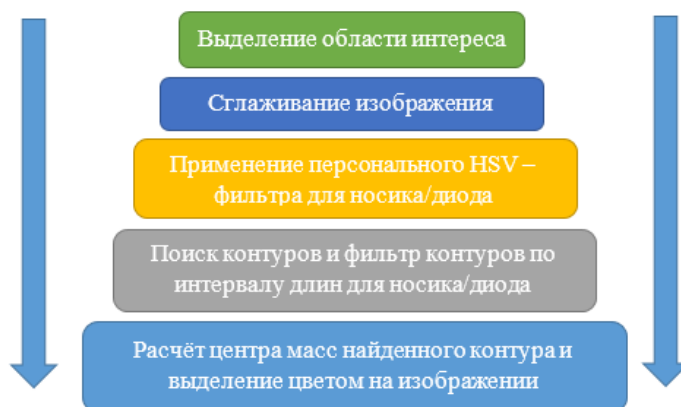 Выделение области интереса
Сглаживание изображения
Применение персонального HSV –
фильтра для носика/диода
Поиск контуров и фильтр контуров по
интервалу длин для носика/диода
Расчёт центра масс найденного контура и
выделение цветом на изображении